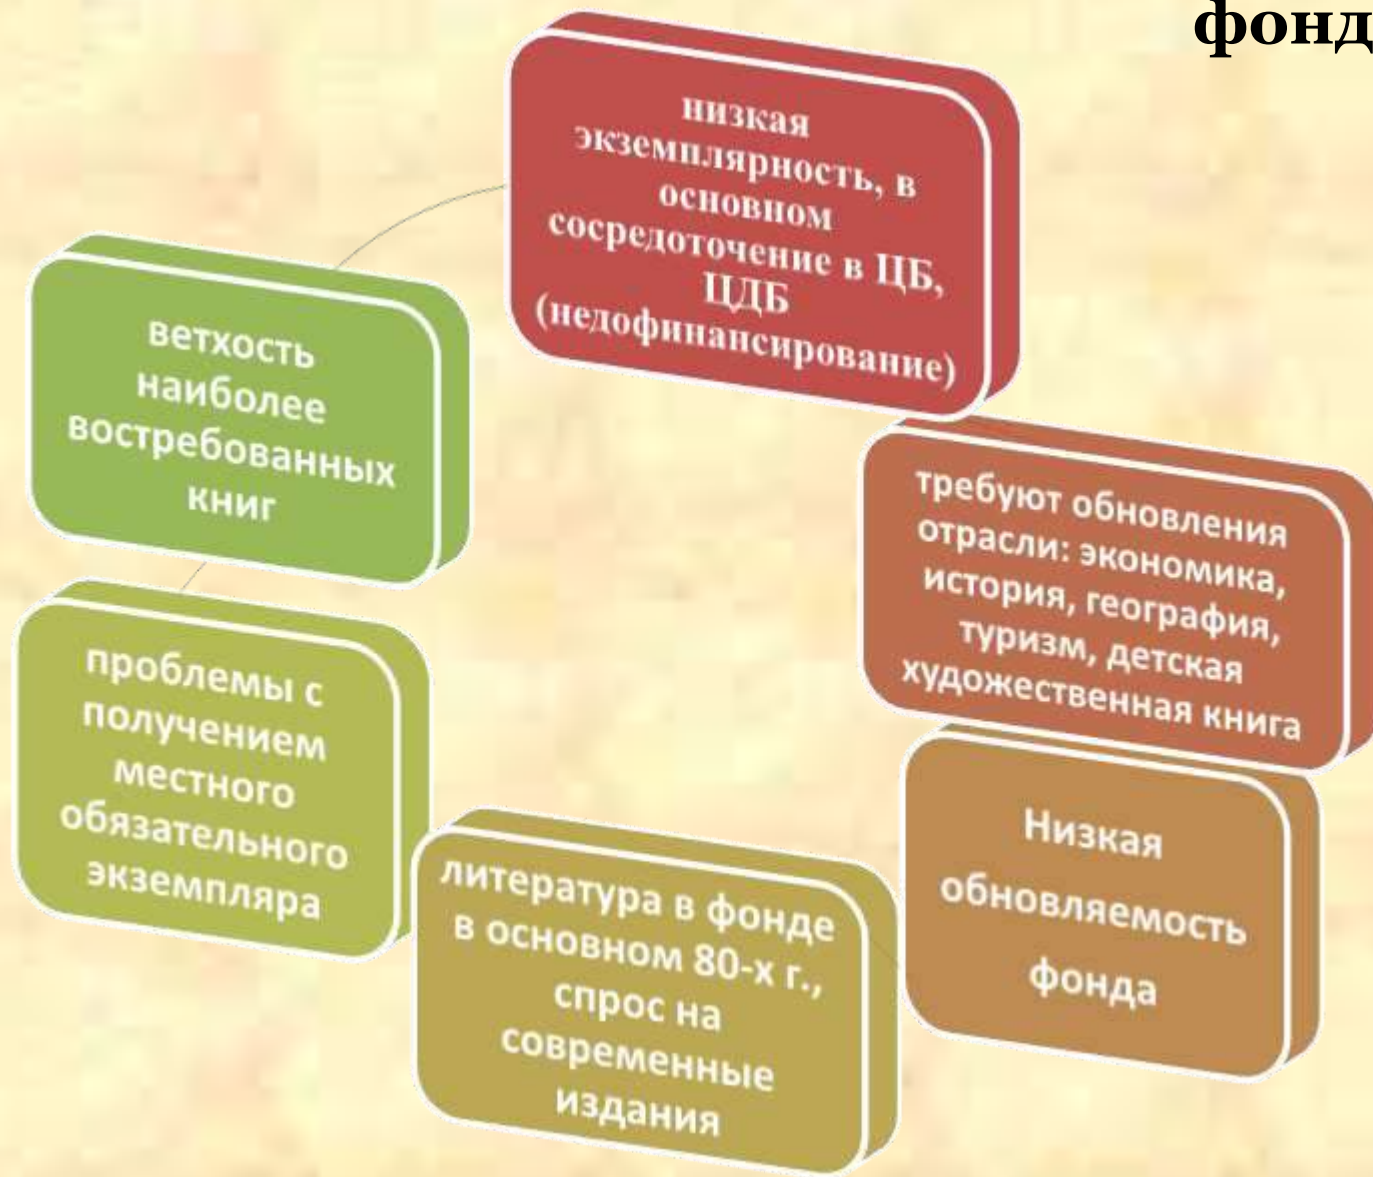 фонд
низкая
экземплярность, в
основном
сосредоточение в ЦБ,
ЦДБ
(недофинансирование)
требуют обновления
отрасли: экономика,
история, география,
туризм, детская
художественная книга
Низкая
обновляемость
фонда
литература в фонде
в основном 80-х г.,
спрос на
современные
издания
проблемы с
получением
местного
обязательного
экземпляра
ветхость
наиболее
востребованных
книг